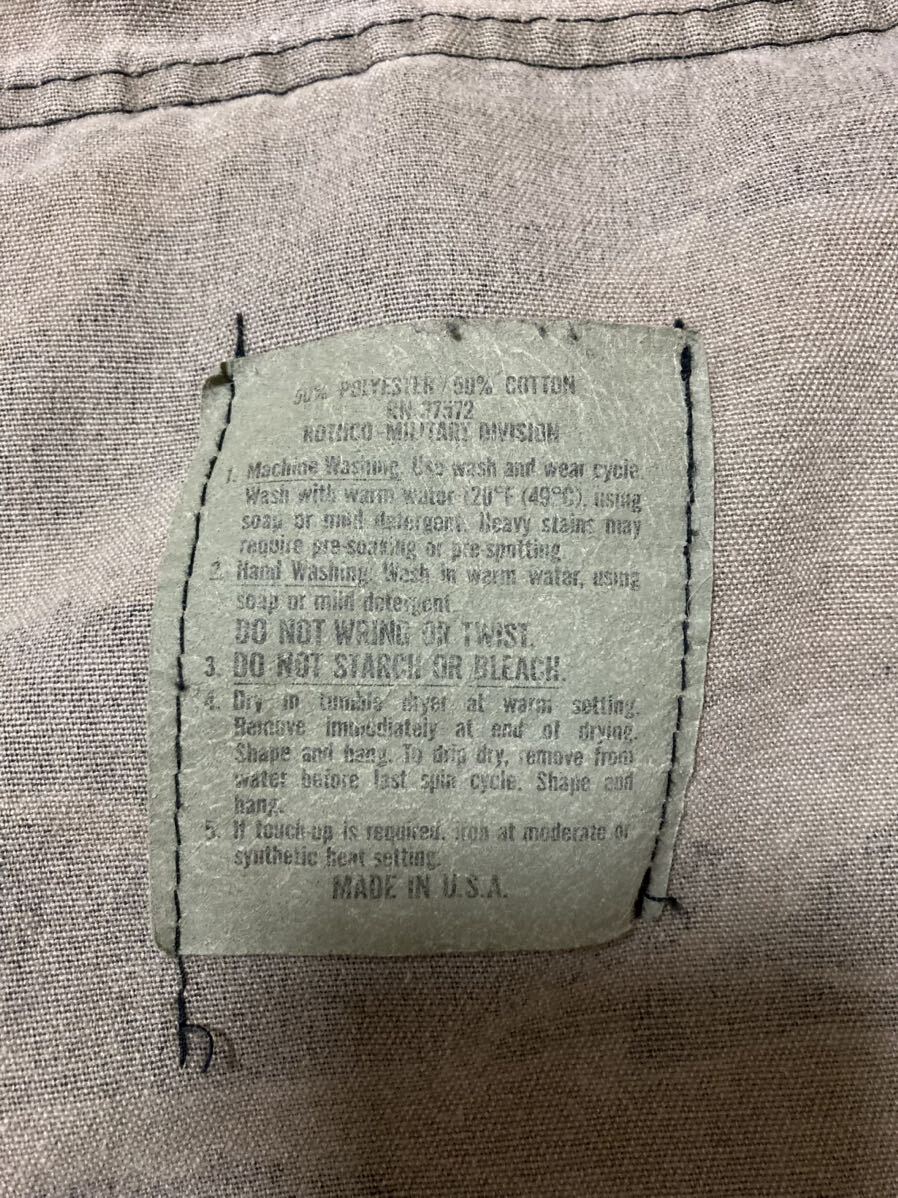 50% POLYESTER / 50% COTTON
RN 37572
ROTHCO MILITARY DIVISION
1. Machine Washing. Use wash and wear cycle.
Wash with warm water 120°F (49°C), using
soap or mild detergent. Heavy stains may
require pre-soaking or pre-spotting.
2. Hand Washing. Wash in warm water, using
soap or mild detergent.
DO NOT WRING OR TWIST.
3. DO NOT STARCH OR BLEACH.
4. Dry in tumble dryer at warm setting.
Remove immediately at end of drying.
Shape and hang. To drip dry, remove from
water before last spin cycle. Shape and
hang.
5. If touch-up is required, iron at moderate or
synthetic heat setting.
MADE IN U.S.A.